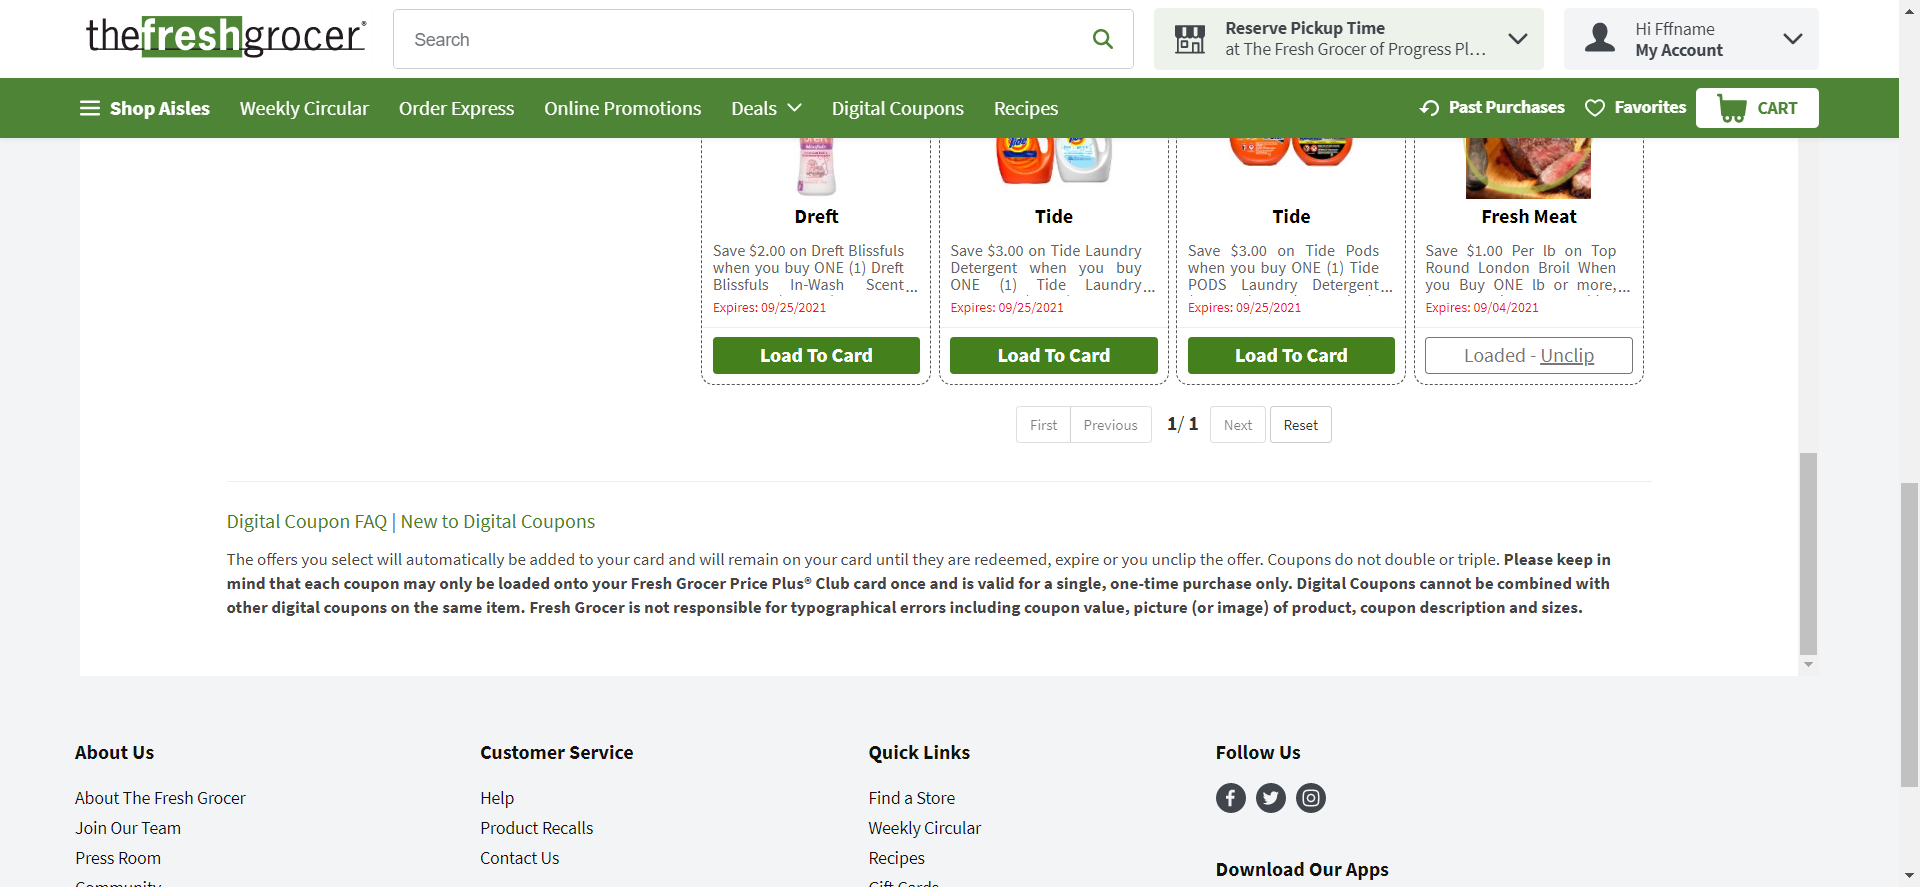 thefreshgrocer®
Search
Reserve Pickup Time
at The Fresh Grocer of Progress Pl...
Hi Fffname
My Account
Shop Aisles
Weekly Circular
Order Express
Online Promotions
Deals
Digital Coupons
Recipes
Past Purchases
Favorites
CART
Dreft
Save $2.00 on Dreft Blissfuls
when you buy ONE (1) Dreft
Blissfuls In-Wash Scent...
Expires: 09/25/2021
Load To Card
Tide
Save $3.00 on Tide Laundry
Detergent when you buy
ONE (1) Tide Laundry...
Expires: 09/25/2021
Load To Card
Tide
Save $3.00 on Tide Pods
when you buy ONE (1) Tide
PODS Laundry Detergent...
Expires: 09/25/2021
Load To Card
Fresh Meat
Save $1.00 Per lb on Top
Round London Broil When
you Buy ONE lb or more,...
Expires: 09/04/2021
Loaded - Unclip
First
Previous
1/ 1
Next
Reset
Digital Coupon FAQ | New to Digital Coupons
The offers you select will automatically be added to your card and will remain on your card until they are redeemed, expire or you unclip the offer. Coupons do not double or triple. Please keep in
mind that each coupon may only be loaded onto your Fresh Grocer Price Plus® Club card once and is valid for a single, one-time purchase only. Digital Coupons cannot be combined with
other digital coupons on the same item. Fresh Grocer is not responsible for typographical errors including coupon value, picture (or image) of product, coupon description and sizes.
About Us
About The Fresh Grocer
Join Our Team
Press Room
Community
Customer Service
Help
Product Recalls
Contact Us
Quick Links
Find a Store
Weekly Circular
Recipes
Gift Cards
Follow Us
Download Our Apps